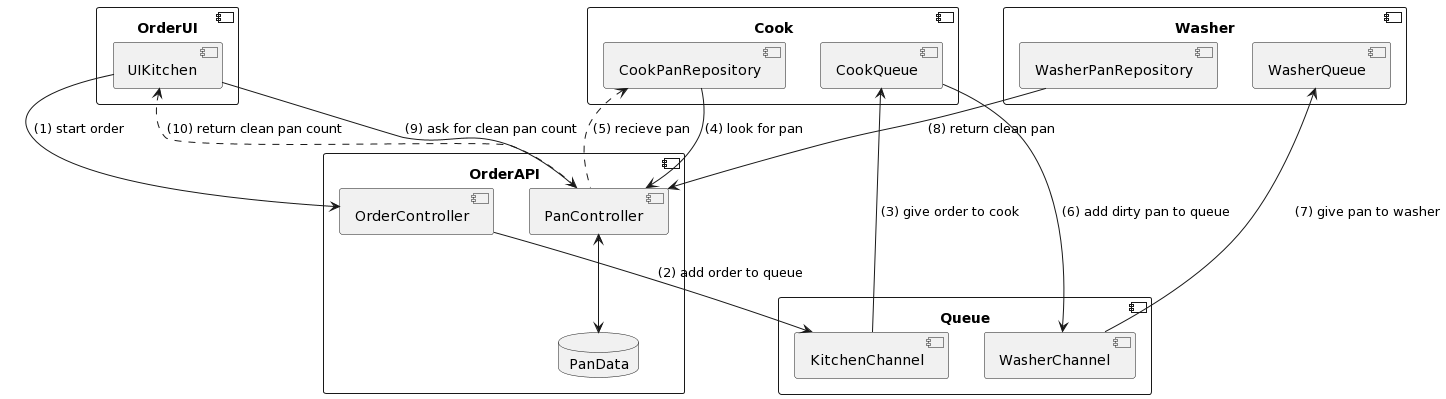 OrderUI
Cook
Washer
UIKitchen
CookPanRepository
CookQueue
WasherPanRepository
WasherQueue
(1) start order
(10) return clean pan count
(9) ask for clean pan count
(5) recieve pan
(4) look for pan
(8) return clean pan
OrderAPI
OrderController
PanController
(3) give order to cook
(6) add dirty pan to queue
(7) give pan to washer
(2) add order to queue
Queue
PanData
KitchenChannel
WasherChannel